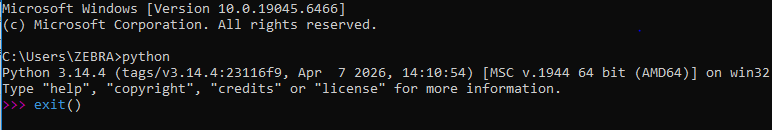 Microsoft Windows [Version 10.0.19045.6466]
(c) Microsoft Corporation. All rights reserved.
C:\Users\ZEBRA>python
Python 3.14.4 (tags/v3.14.4:23116f9, Apr  7 2026, 14:10:54) [MSC v.1944 64 bit (AMD64)] on win32
Type "help", "copyright", "credits" or "license" for more information.
>>> exit()